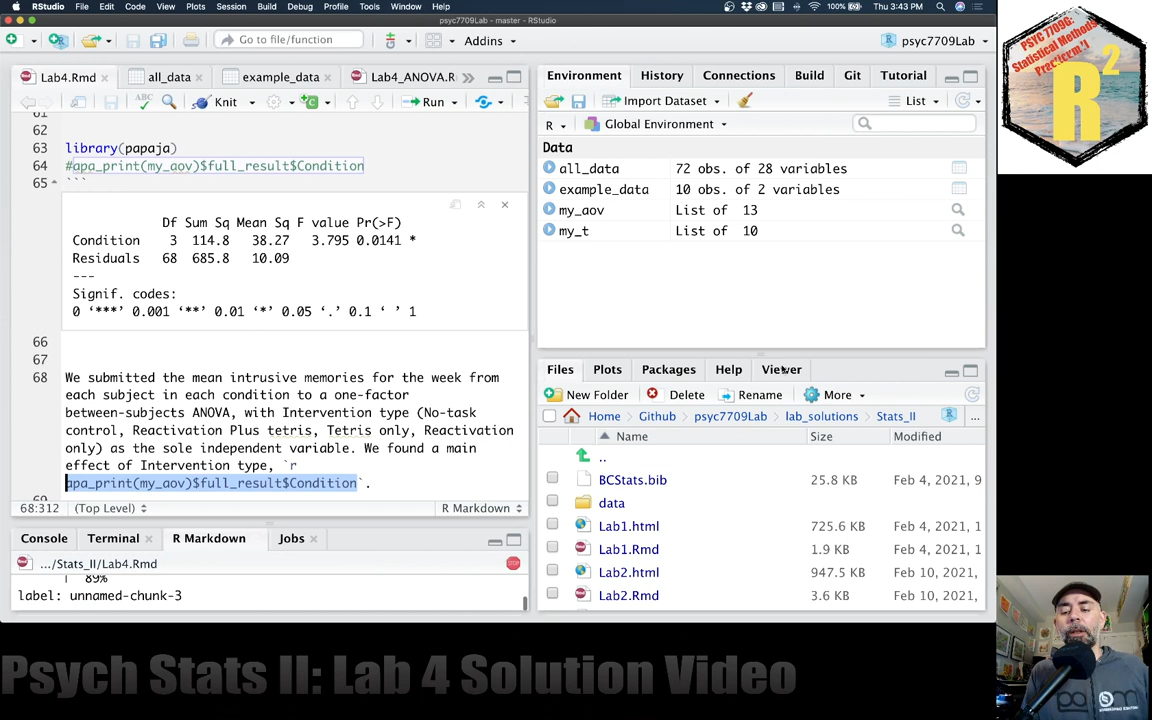 RStudio File Edit Code View Plots Session Build Debug Profile Tools Window Help 100% Thu 3:43 PM
psyc7709Lab - master - RStudio
Go to file/function Addins psyc7709Lab
Lab4.Rmd all_data example_data Lab4_ANOVA.R
Knit Run
61
62
63 library(papaja)
64 #apa_print(my_aov)$full_result$Condition
65 ```
Df Sum Sq Mean Sq F value Pr(>F)
Condition 3 114.8 38.27 3.795 0.0141 *
Residuals 68 685.8 10.09
---
Signif. codes:
0 ‘***’ 0.001 ‘**’ 0.01 ‘*’ 0.05 ‘.’ 0.1 ‘ ’ 1
66
67
68 We submitted the mean intrusive memories for the week from
each subject in each condition to a one-factor
between-subjects ANOVA, with Intervention type (No-task
control, Reactivation Plus tetris, Tetris only, Reactivation
only) as the sole independent variable. We found a main
effect of Intervention type, `r
apa_print(my_aov)$full_result$Condition`.
69
68:312 (Top Level) R Markdown
Console Terminal R Markdown Jobs
.../Stats_II/Lab4.Rmd
89%
label: unnamed-chunk-3
Environment History Connections Build Git Tutorial
Import Dataset List
R Global Environment
Data
all_data 72 obs. of 28 variables
example_data 10 obs. of 2 variables
my_aov List of 13
my_t List of 10
Files Plots Packages Help Viewer
New Folder Delete Rename More
Home Github psyc7709Lab lab_solutions Stats_II ...
Name Size Modified
..
BCStats.bib 25.8 KB Feb 4, 2021, 9
data
Lab1.html 725.6 KB Feb 4, 2021, 1
Lab1.Rmd 1.9 KB Feb 4, 2021, 1
Lab2.html 947.5 KB Feb 10, 2021,
Lab2.Rmd 3.6 KB Feb 10, 2021,
PSYC 7709G:
Statistical Methods
R2
Psych Stats II: Lab 4 Solution Video